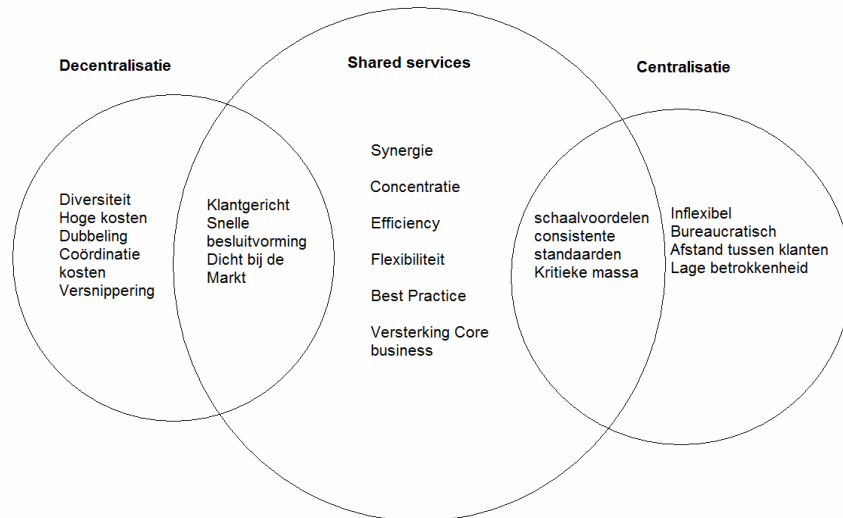 Decentralisatie
Shared services
Centralisatie
Diversiteit
Hoge kosten
Dubbeling
Coördinatie
kosten
Versnippering
Klantgericht
Snelle
besluitvorming
Dicht bij de
Markt
Synergie
Concentratie
Efficiency
Flexibiliteit
Best Practice
Versterking Core
business
schaalvoordelen
consistente
standaarden
Kritieke massa
Inflexibel
Bureaucratisch
Afstand tussen klanten
Lage betrokkenheid